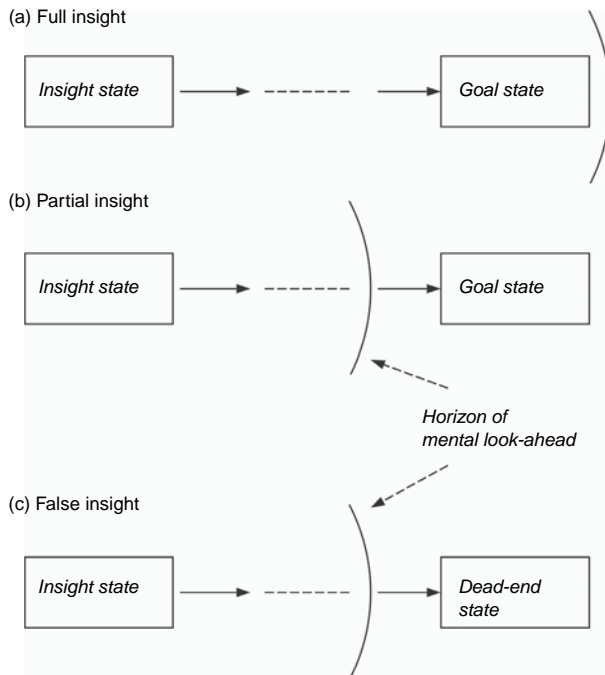 (a) Full insight
Insight state
Goal state
(b) Partial insight
Insight state
Goal state
Horizon of
mental look-ahead
(c) False insight
Insight state
Dead-end
state